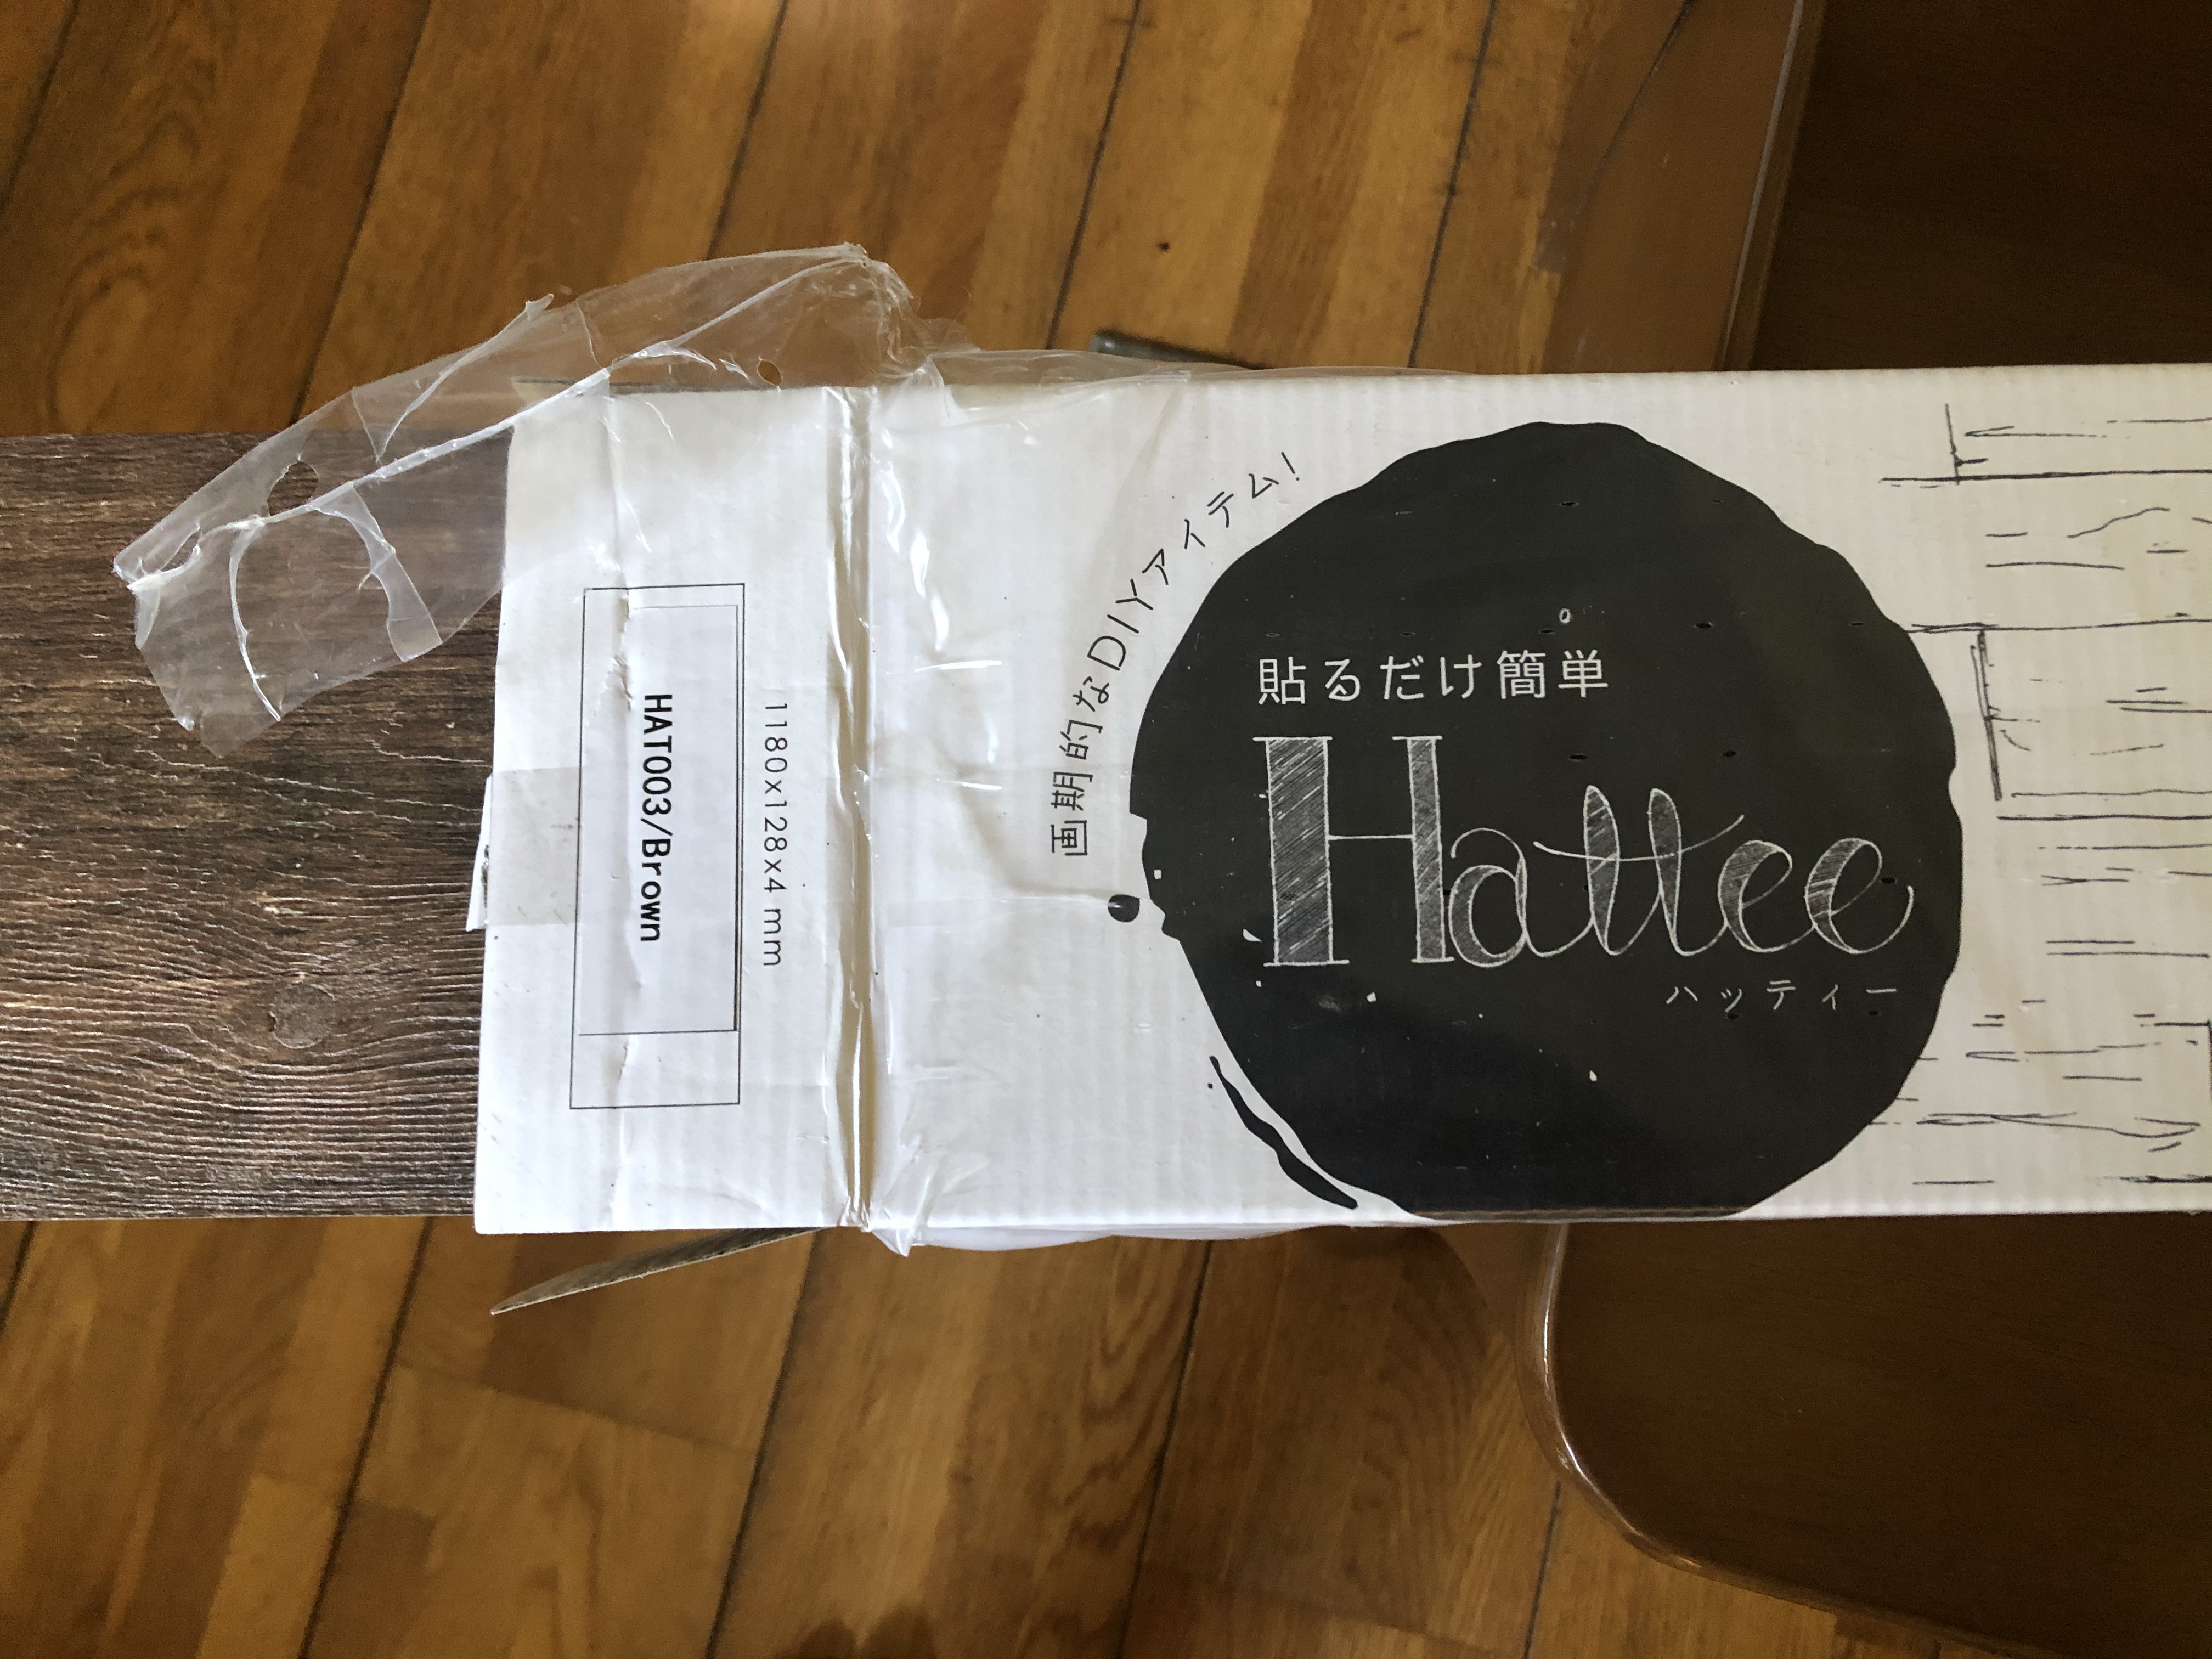 画期的なDIYアイテム!
貼るだけ簡単
Hattee
ハッティー
1180x128x4 mm
HAT003/Brown